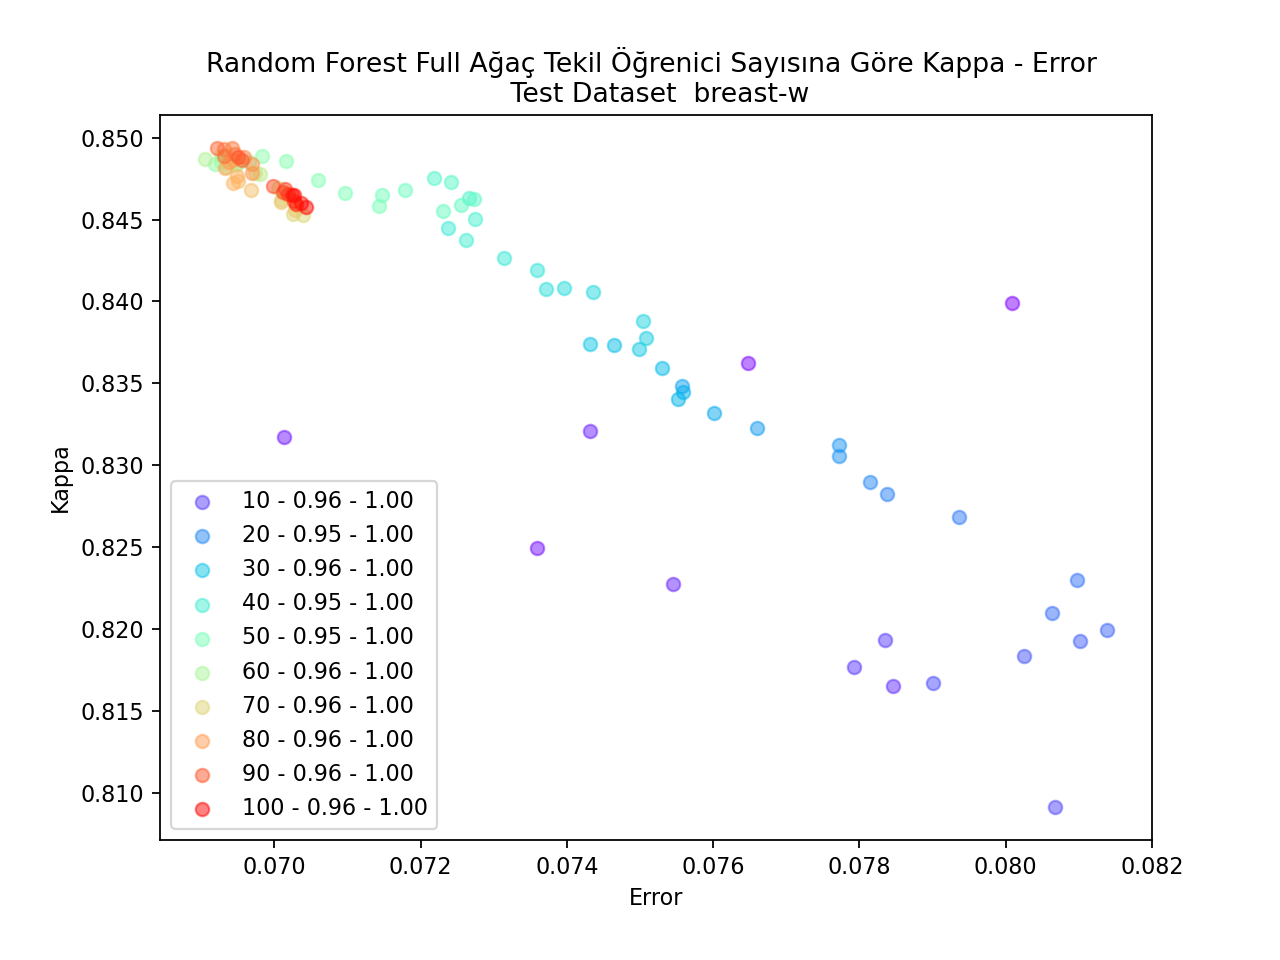 Random Forest Full Ağaç Tekil Öğrenici Sayısına Göre Kappa - Error
Test Dataset  breast-w
0.850
0.845
0.840
0.835
0.830
0.825
0.820
0.815
0.810
Kappa
10 - 0.96 - 1.00
20 - 0.95 - 1.00
30 - 0.96 - 1.00
40 - 0.95 - 1.00
50 - 0.95 - 1.00
60 - 0.96 - 1.00
70 - 0.96 - 1.00
80 - 0.96 - 1.00
90 - 0.96 - 1.00
100 - 0.96 - 1.00
0.070 0.072 0.074 0.076 0.078 0.080 0.082
Error